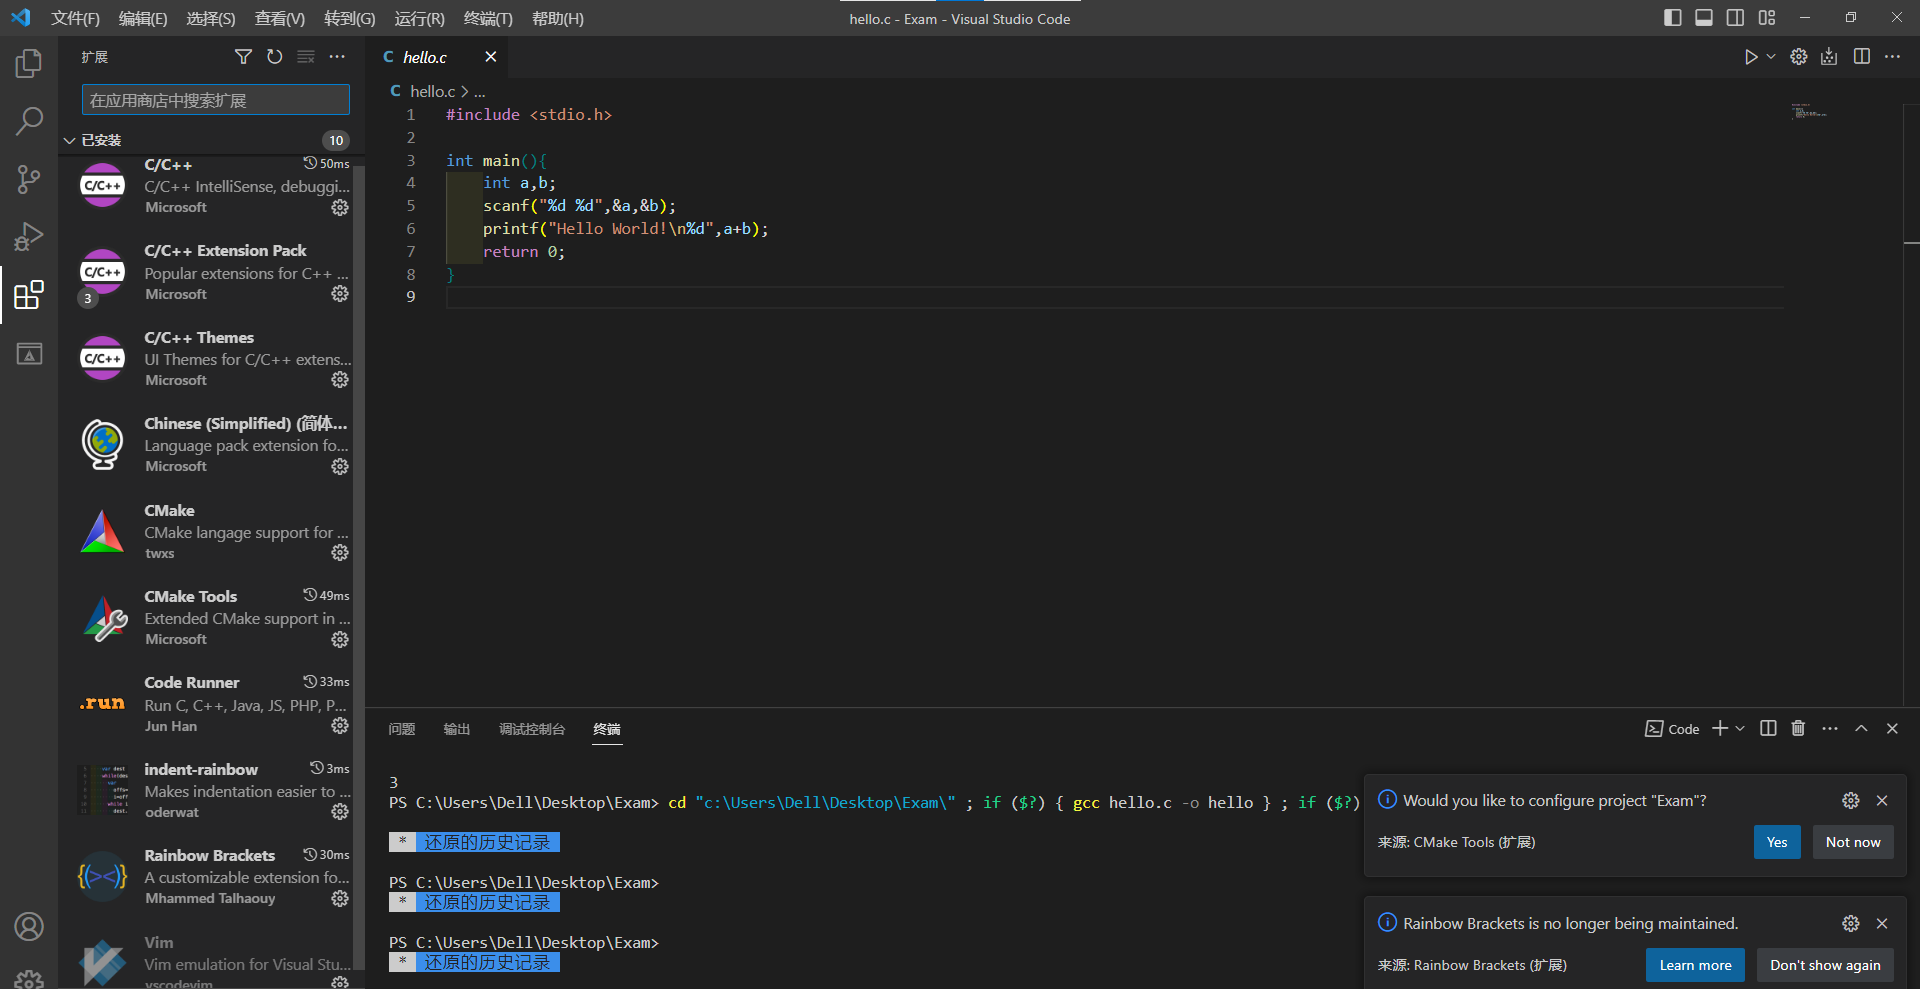 文件(F) 编辑(E) 选择(S) 查看(V) 转到(G) 运行(R) 终端(T) 帮助(H)
hello.c - Exam - Visual Studio Code
扩展
在应用商店中搜索扩展
已安装 10
C/C++ 50ms
C/C++ IntelliSense, debuggi...
Microsoft
C/C++ Extension Pack
Popular extensions for C++ ...
Microsoft
3
C/C++ Themes
UI Themes for C/C++ extens...
Microsoft
Chinese (Simplified) (简体...
Language pack extension fo...
Microsoft
CMake
CMake langage support for ...
twxs
CMake Tools 49ms
Extended CMake support in ...
Microsoft
.run
Code Runner 33ms
Run C, C++, Java, JS, PHP, P...
Jun Han
indent-rainbow 3ms
Makes indentation easier to ...
oderwat
Rainbow Brackets 30ms
A customizable extension fo...
Mhammed Talhaouy
Vim
Vim emulation for Visual Stu...
vscodevim
C hello.c
C hello.c > ...
1 #include <stdio.h>
2
3 int main(){
4 int a,b;
5 scanf("%d %d",&a,&b);
6 printf("Hello World!\n%d",a+b);
7 return 0;
8 }
9
问题 输出 调试控制台 终端
Code
3
PS C:\Users\Dell\Desktop\Exam> cd "c:\Users\Dell\Desktop\Exam\" ; if ($?) { gcc hello.c -o hello } ; if ($?)
* 还原的历史记录
PS C:\Users\Dell\Desktop\Exam>
* 还原的历史记录
PS C:\Users\Dell\Desktop\Exam>
* 还原的历史记录
Would you like to configure project "Exam"?
来源: CMake Tools (扩展)
Yes Not now
Rainbow Brackets is no longer being maintained.
来源: Rainbow Brackets (扩展)
Learn more Don't show again